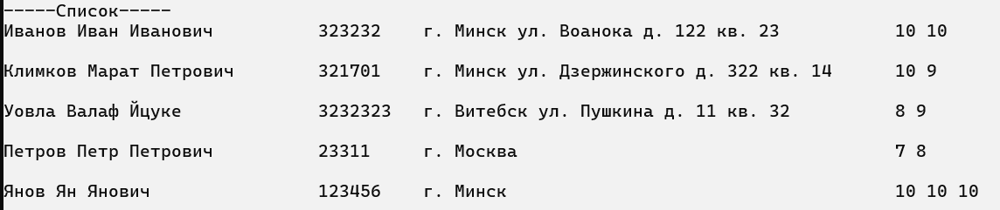 -----Список-----
Иванов Иван Иванович 323232 г. Минск ул. Воанока д. 122 кв. 23 10 10
Климков Марат Петрович 321701 г. Минск ул. Дзержинского д. 322 кв. 14 10 9
Уовла Валаф Йцуке 3232323 г. Витебск ул. Пушкина д. 11 кв. 32 8 9
Петров Петр Петрович 23311 г. Москва 7 8
Янов Ян Янович 123456 г. Минск 10 10 10